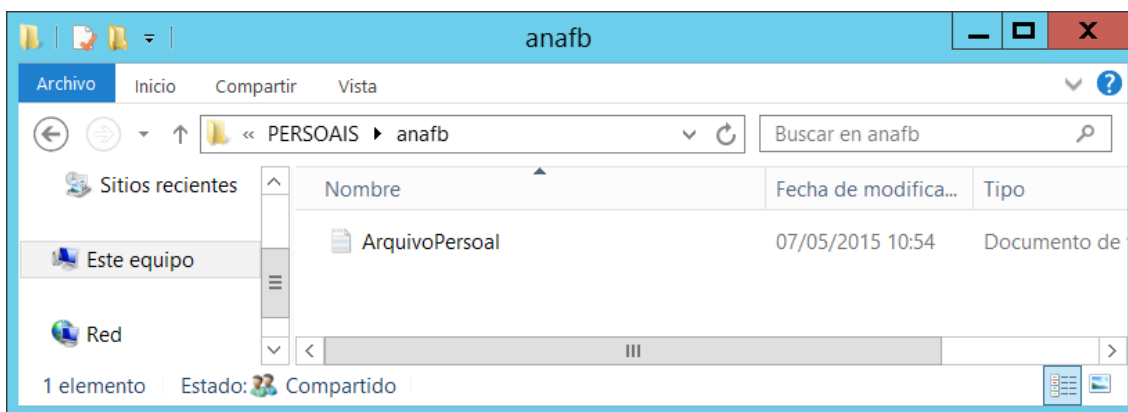 anafb
Archivo Inicio Compartir Vista
« PERSOAIS anafb Buscar en anafb
Sitios recientes Nombre Fecha de modifica... Tipo
ArquivoPersoal 07/05/2015 10:54 Documento de
Este equipo
Red
1 elemento Estado: Compartido